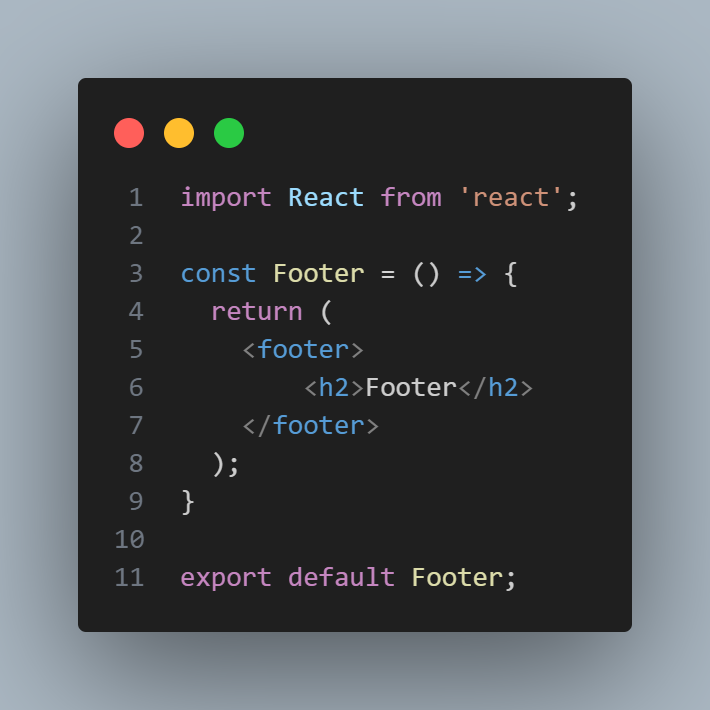 1 import React from 'react';
2
3 const Footer = () => {
4   return (
5     <footer>
6         <h2>Footer</h2>
7     </footer>
8   );
9 }
10
11 export default Footer;